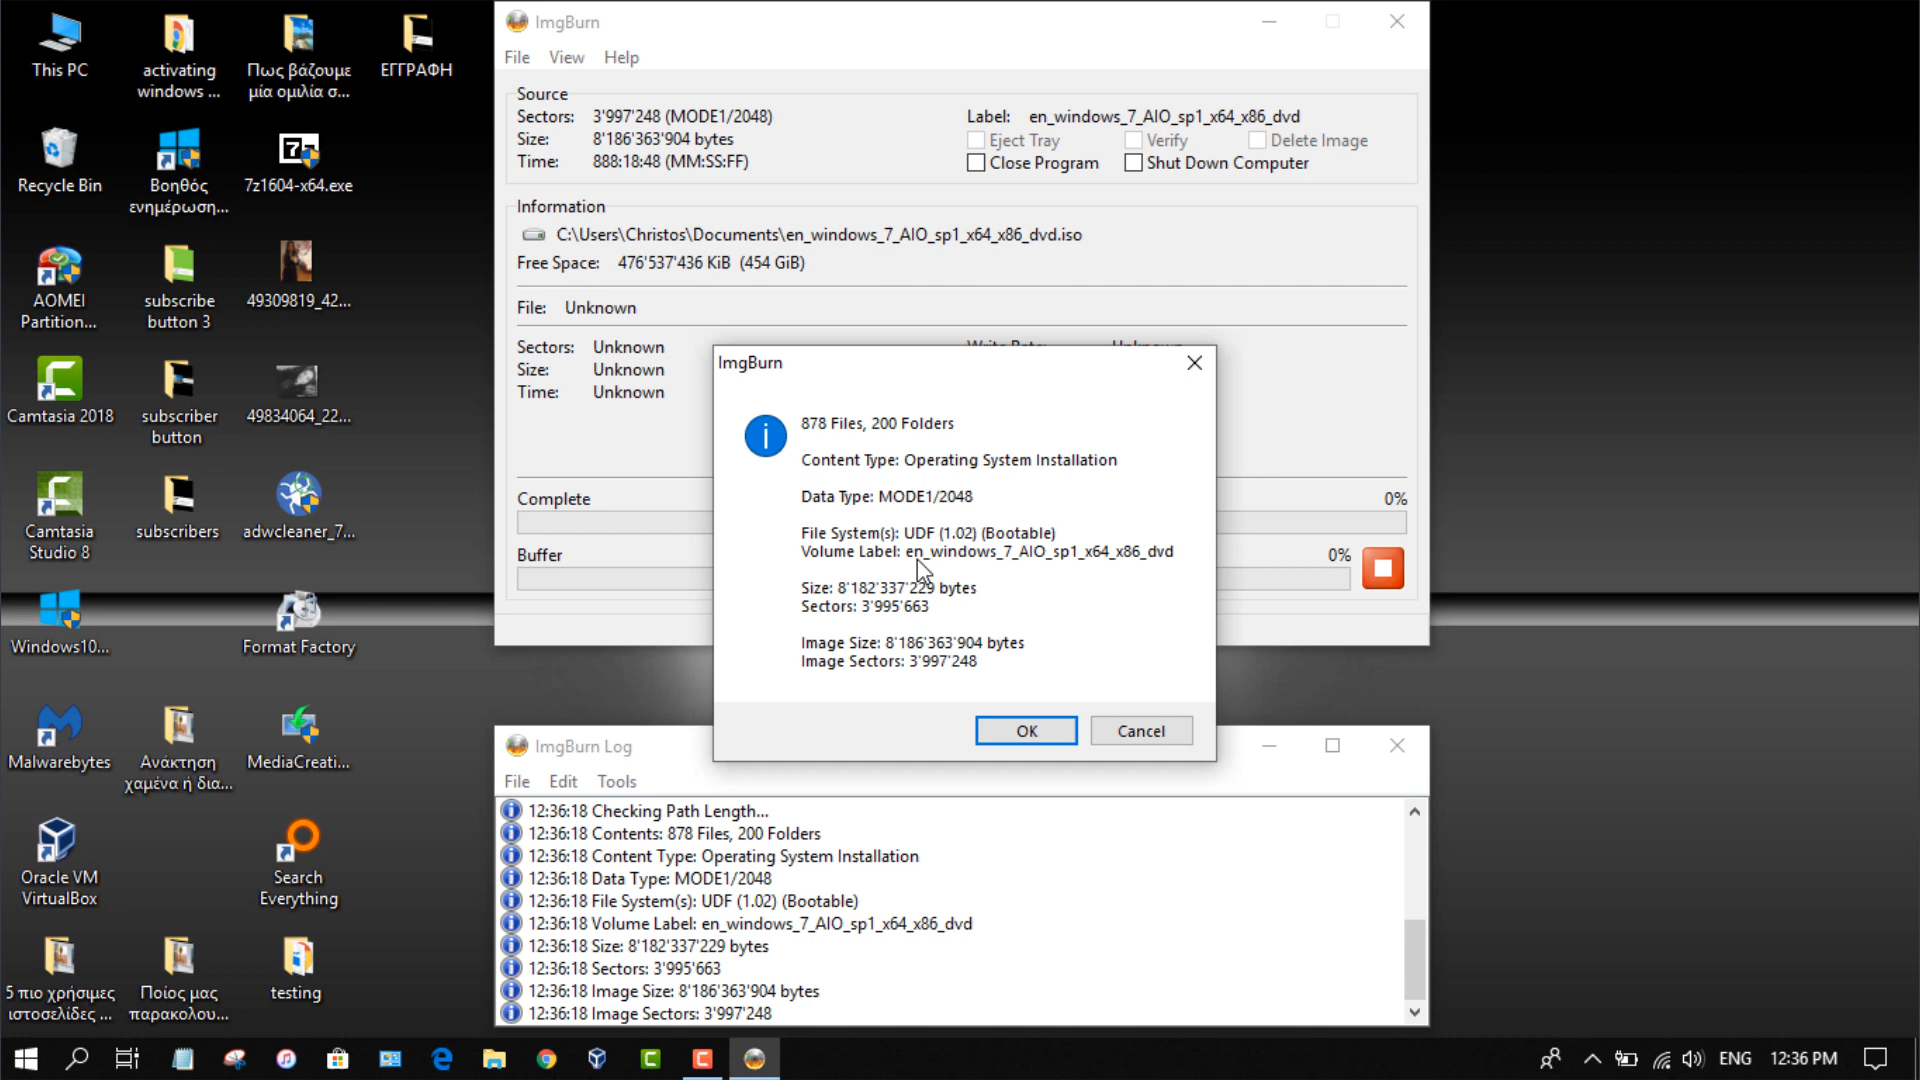 This PC
activating
windows ...
Πως βάζουμε
μία ομιλία σ...
ΕΓΓΡΑΦΗ
Recycle Bin
Βοηθός
ενημέρωση...
7z1604-x64.exe
AOMEI
Partition...
subscribe
button 3
49309819_42...
Camtasia 2018
subscriber
button
49834064_22...
Camtasia
Studio 8
subscribers
adwcleaner_7...
Windows10...
Format Factory
Malwarebytes
Ανάκτηση
χαμένα ή δια...
MediaCreati...
Oracle VM
VirtualBox
Search
Everything
5 πιο χρήσιμες
ιστοσελίδες ...
Ποίος μας
παρακολου...
testing
ImgBurn
File View Help
Source
Sectors: 3'997'248 (MODE1/2048)
Size: 8'186'363'904 bytes
Time: 888:18:48 (MM:SS:FF)
Label: en_windows_7_AIO_sp1_x64_x86_dvd
Eject Tray Verify Delete Image
Close Program Shut Down Computer
Information
C:\Users\Christos\Documents\en_windows_7_AIO_sp1_x64_x86_dvd.iso
Free Space: 476'537'436 KiB (454 GiB)
File: Unknown
Sectors: Unknown
Size: Unknown
Time: Unknown
Complete 0%
Buffer 0%
ImgBurn
878 Files, 200 Folders
Content Type: Operating System Installation
Data Type: MODE1/2048
File System(s): UDF (1.02) (Bootable)
Volume Label: en_windows_7_AIO_sp1_x64_x86_dvd
Size: 8'182'337'229 bytes
Sectors: 3'995'663
Image Size: 8'186'363'904 bytes
Image Sectors: 3'997'248
OK Cancel
ImgBurn Log
File Edit Tools
12:36:18 Checking Path Length...
12:36:18 Contents: 878 Files, 200 Folders
12:36:18 Content Type: Operating System Installation
12:36:18 Data Type: MODE1/2048
12:36:18 File System(s): UDF (1.02) (Bootable)
12:36:18 Volume Label: en_windows_7_AIO_sp1_x64_x86_dvd
12:36:18 Size: 8'182'337'229 bytes
12:36:18 Sectors: 3'995'663
12:36:18 Image Size: 8'186'363'904 bytes
12:36:18 Image Sectors: 3'997'248
ENG 12:36 PM